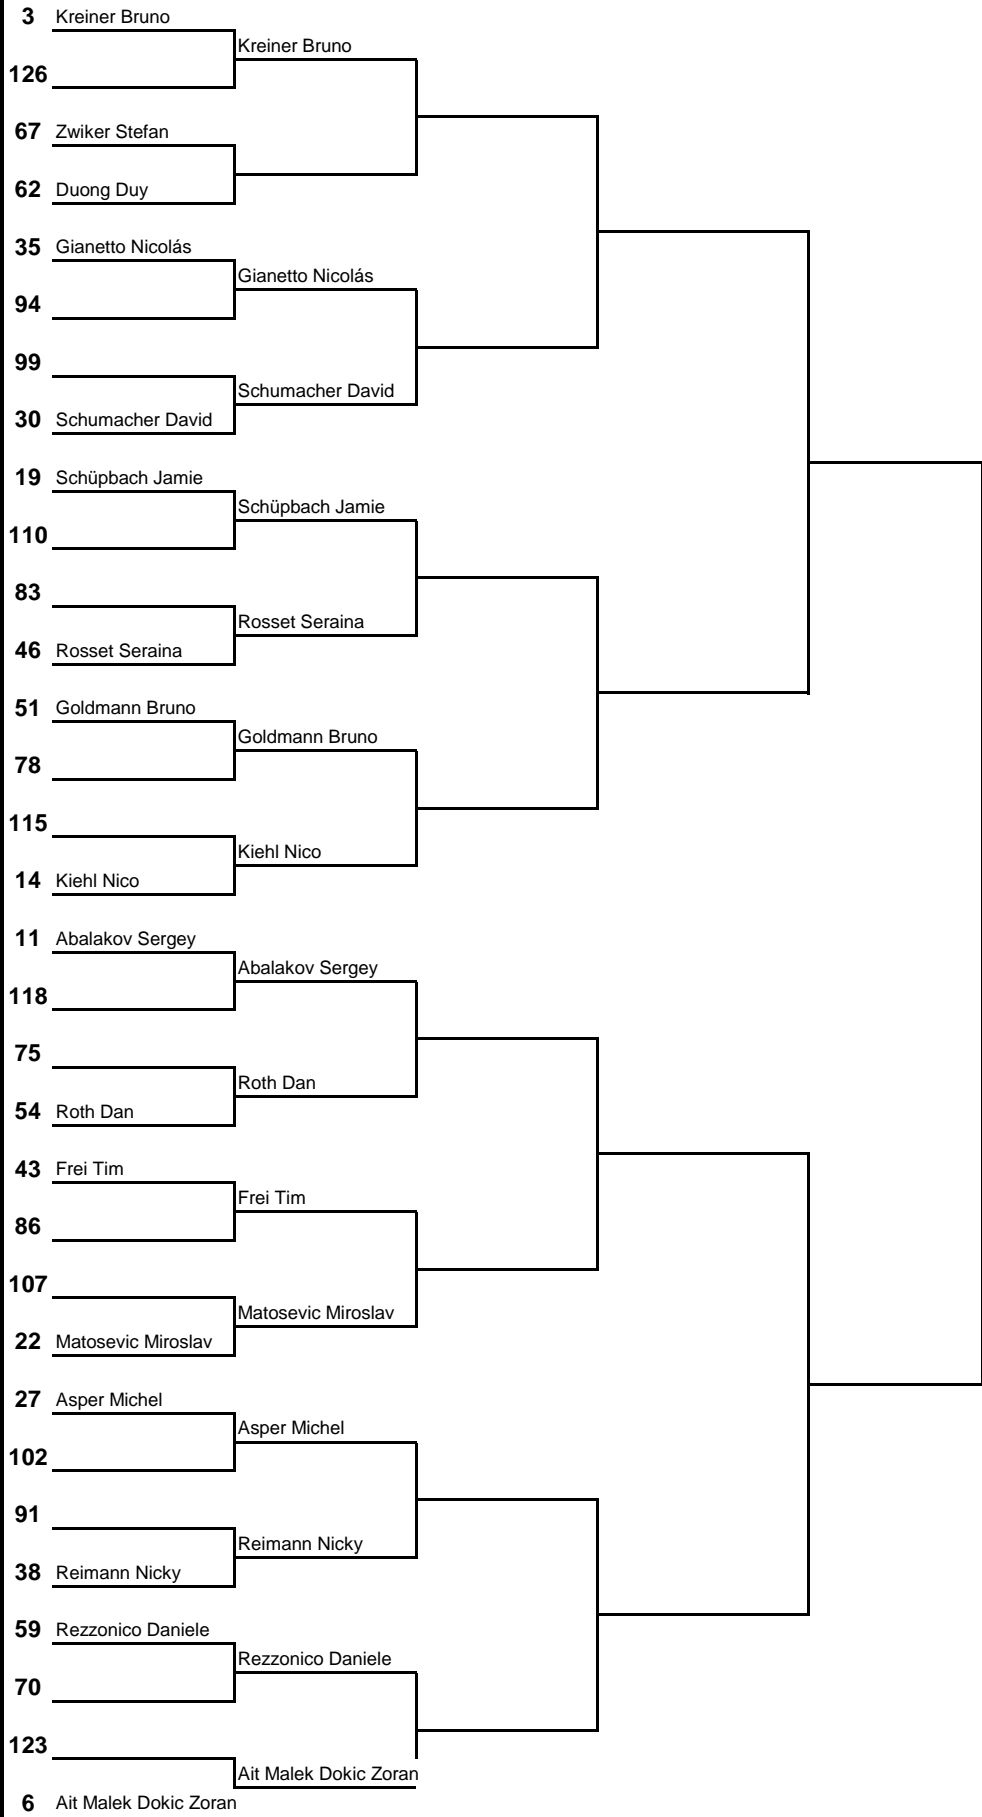 3 Kreiner Bruno
Kreiner Bruno
126
67 Zwiker Stefan
62 Duong Duy
35 Gianetto Nicolás
Gianetto Nicolás
94
99
Schumacher David
30 Schumacher David
19 Schüpbach Jamie
Schüpbach Jamie
110
83
Rosset Seraina
46 Rosset Seraina
51 Goldmann Bruno
Goldmann Bruno
78
115
Kiehl Nico
14 Kiehl Nico
11 Abalakov Sergey
Abalakov Sergey
118
75
Roth Dan
54 Roth Dan
43 Frei Tim
Frei Tim
86
107
Matosevic Miroslav
22 Matosevic Miroslav
27 Asper Michel
Asper Michel
102
91
Reimann Nicky
38 Reimann Nicky
59 Rezzonico Daniele
Rezzonico Daniele
70
123
Ait Malek Dokic Zoran
6 Ait Malek Dokic Zoran